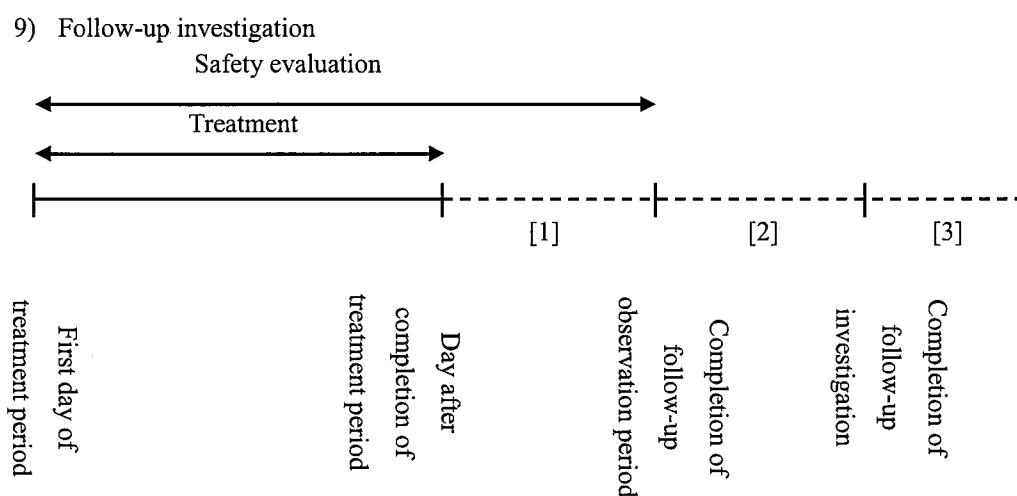 9) Follow-up investigation
Safety evaluation
Treatment
[1]
[2]
[3]
First day of
treatment period
Day after
completion of
treatment period
Completion of
follow-up
observation period
Completion of
follow-up
investigation